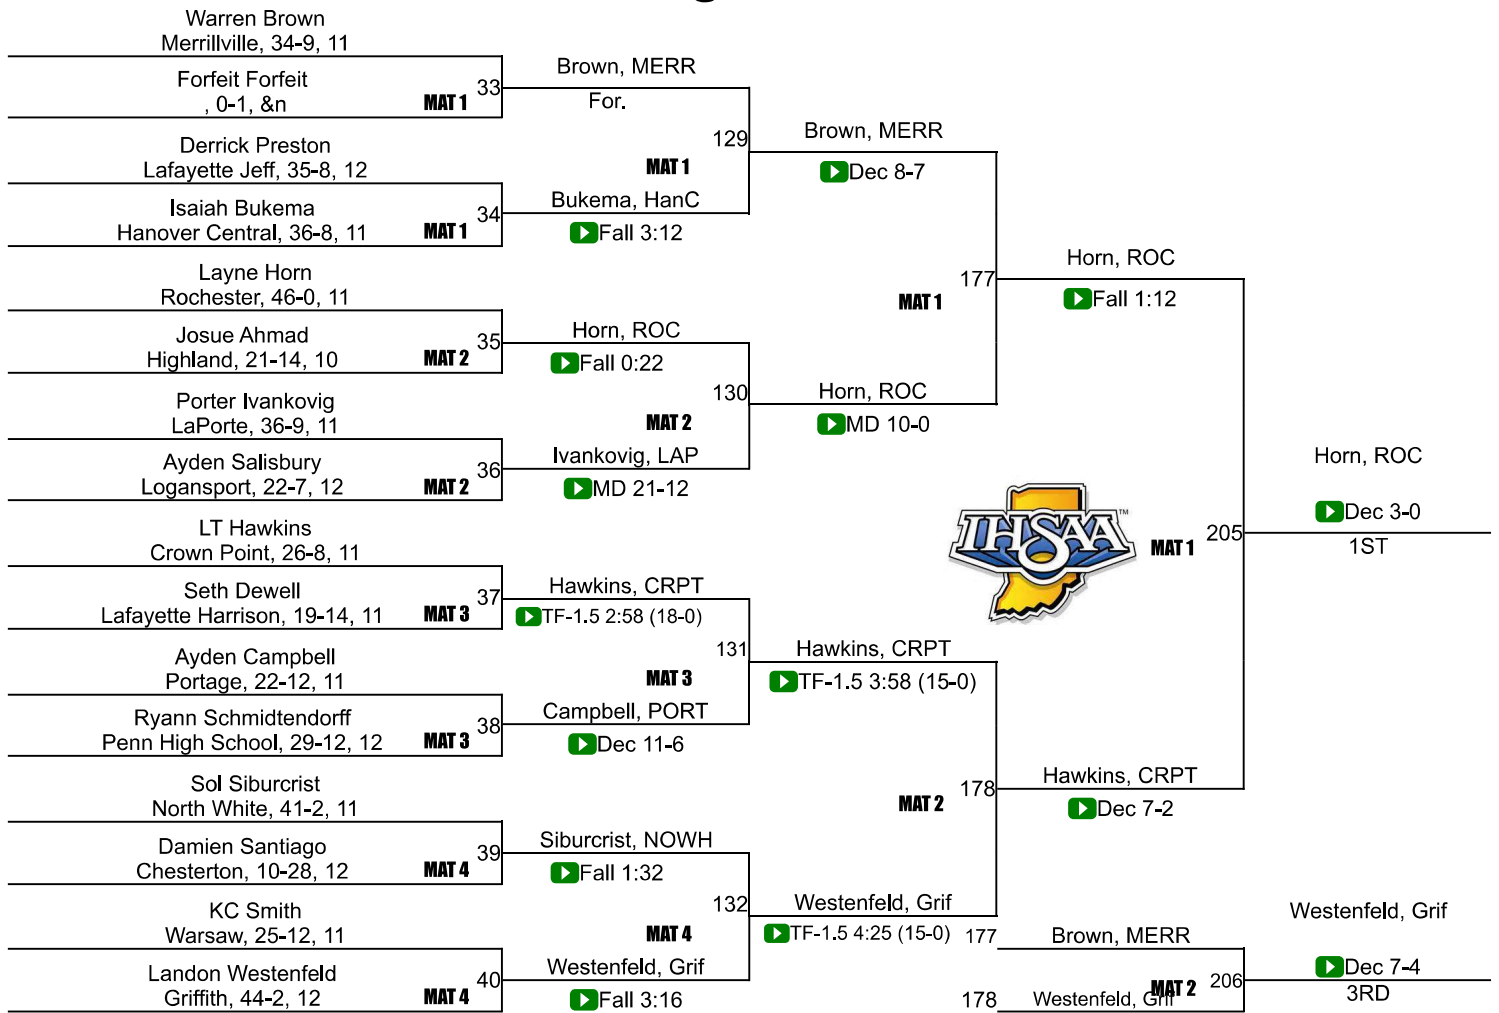 Warren Brown
Merrillville, 34-9, 11
Forfeit Forfeit
, 0-1, &n
MAT 1
33
Brown, MERR
For.
Derrick Preston
Lafayette Jeff, 35-8, 12
Isaiah Bukema
Hanover Central, 36-8, 11
MAT 1
34
Bukema, HanC
Fall 3:12
129
MAT 1
Brown, MERR
Dec 8-7
Layne Horn
Rochester, 46-0, 11
Josue Ahmad
Highland, 21-14, 10
MAT 2
35
Horn, ROC
Fall 0:22
Porter Ivankovig
LaPorte, 36-9, 11
Ayden Salisbury
Logansport, 22-7, 12
MAT 2
36
Ivankovig, LAP
MD 21-12
130
MAT 2
Horn, ROC
MD 10-0
177
MAT 1
Horn, ROC
Fall 1:12
LT Hawkins
Crown Point, 26-8, 11
Seth Dewell
Lafayette Harrison, 19-14, 11
MAT 3
37
Hawkins, CRPT
TF-1.5 2:58 (18-0)
Ayden Campbell
Portage, 22-12, 11
Ryann Schmidtendorff
Penn High School, 29-12, 12
MAT 3
38
Campbell, PORT
Dec 11-6
131
MAT 3
Hawkins, CRPT
TF-1.5 3:58 (15-0)
Sol Siburcrist
North White, 41-2, 11
Damien Santiago
Chesterton, 10-28, 12
MAT 4
39
Siburcrist, NOWH
Fall 1:32
KC Smith
Warsaw, 25-12, 11
Landon Westenfeld
Griffith, 44-2, 12
MAT 4
40
Westenfeld, Grif
Fall 3:16
132
MAT 4
Westenfeld, Grif
TF-1.5 4:25 (15-0)
178
MAT 2
Hawkins, CRPT
Dec 7-2
IHSAA
TM
MAT 1
205
Horn, ROC
Dec 3-0
1ST
177
Brown, MERR
178
Westenfeld, Grif
MAT 2
206
Westenfeld, Grif
Dec 7-4
3RD